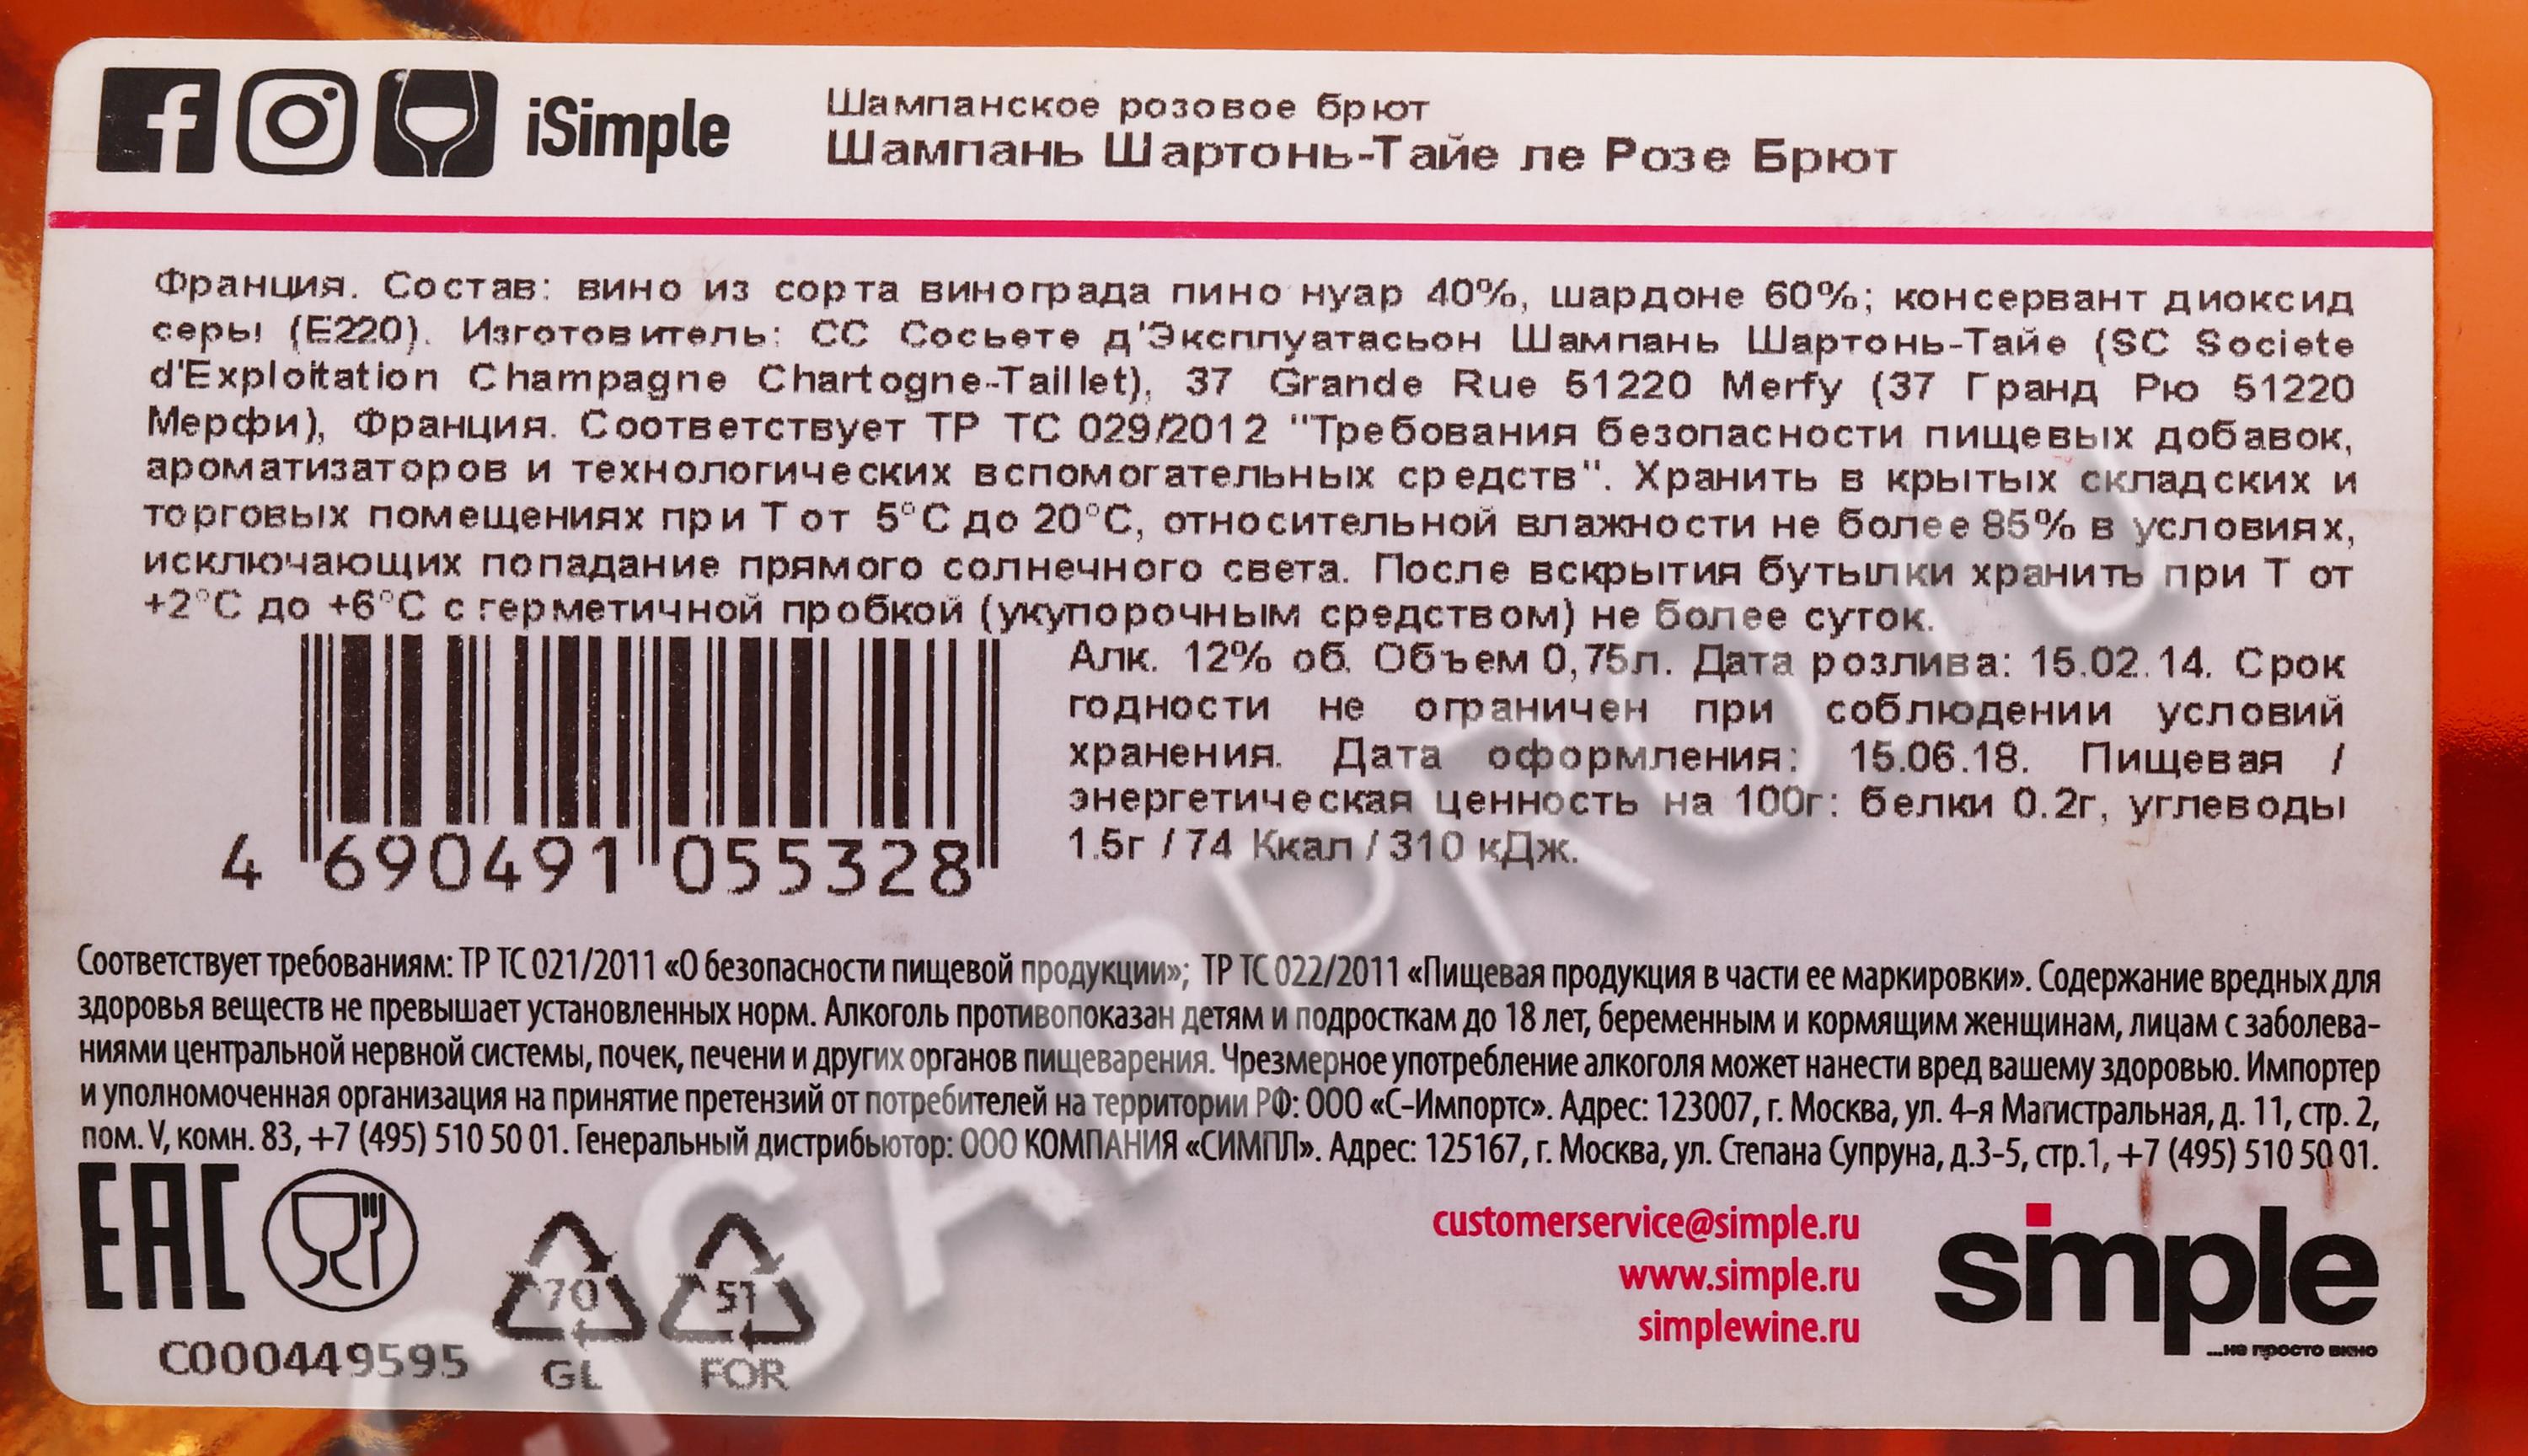 iSimple
Шампанское розовое брют
Шампань Шартонь-Тайе ле Розе Брют
Франция. Состав: вино из сорта винограда пино нуар 40%, шардоне 60%; консервант диоксид
серы (Е220). Изготовитель: СС Сосьете д'Эксплуатасьон Шампань Шартонь-Тайе (SC Societe
d'Exploitation Champagne Chartogne-Taillet), 37 Grande Rue 51220 Merfy (37 Гранд Рю 51220
Мерфи), Франция. Соответствует ТР ТС 029/2012 "Требования безопасности пищевых добавок,
ароматизаторов и технологических вспомогательных средств". Хранить в крытых складских и
торговых помещениях при Т от 5°С до 20°С, относительной влажности не более 85% в условиях,
исключающих попадание прямого солнечного света. После вскрытия бутылки хранить при Т от
+2°С до +6°С с герметичной пробкой (укупорочным средством) не более суток.
Алк. 12% об. Объем 0,75л. Дата розлива: 15.02.14. Срок
годности не ограничен при соблюдении условий
хранения. Дата оформления: 15.06.18. Пищевая /
энергетическая ценность на 100г: белки 0.2г, углеводы
1.5г / 74 Ккал / 310 кДж.
4 690491 055328
Соответствует требованиям: ТР ТС 021/2011 «О безопасности пищевой продукции»; ТР ТС 022/2011 «Пищевая продукция в части ее маркировки». Содержание вредных для
здоровья веществ не превышает установленных норм. Алкоголь противопоказан детям и подросткам до 18 лет, беременным и кормящим женщинам, лицам с заболева-
ниями центральной нервной системы, почек, печени и других органов пищеварения. Чрезмерное употребление алкоголя может нанести вред вашему здоровью. Импортер
и уполномоченная организация на принятие претензий от потребителей на территории РФ: ООО «С-Импортс». Адрес: 123007, г. Москва, ул. 4-я Магистральная, д. 11, стр. 2,
пом. V, комн. 83, +7 (495) 510 50 01. Генеральный дистрибьютор: ООО КОМПАНИЯ «СИМПЛ». Адрес: 125167, г. Москва, ул. Степана Супруна, д.3-5, стр.1, +7 (495) 510 50 01.
EAC
70
GL
51
FOR
C000449595
customerservice@simple.ru
www.simple.ru
simplewine.ru
simple
...не просто вино
CIGARPRO.ru